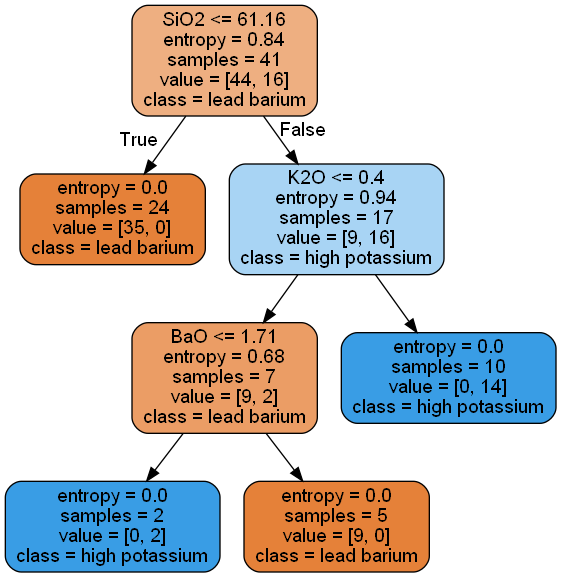 SiO2 <= 61.16
entropy = 0.84
samples = 41
value = [44, 16]
class = lead barium
True
False
entropy = 0.0
samples = 24
value = [35, 0]
class = lead barium
K2O <= 0.4
entropy = 0.94
samples = 17
value = [9, 16]
class = high potassium
BaO <= 1.71
entropy = 0.68
samples = 7
value = [9, 2]
class = lead barium
entropy = 0.0
samples = 10
value = [0, 14]
class = high potassium
entropy = 0.0
samples = 2
value = [0, 2]
class = high potassium
entropy = 0.0
samples = 5
value = [9, 0]
class = lead barium